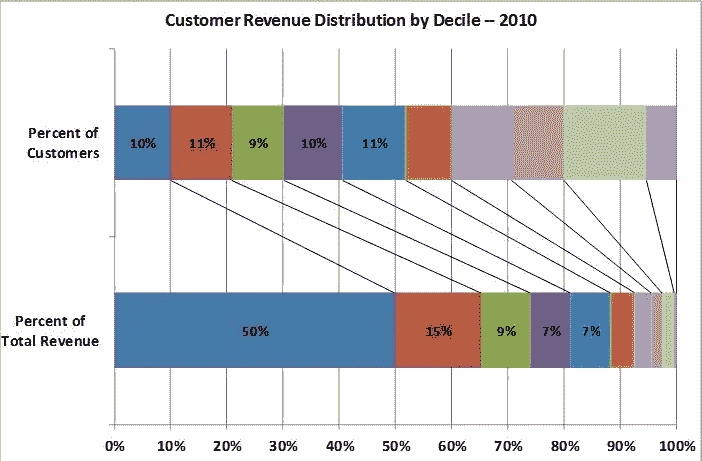 Customer Revenue Distribution by Decile -- 2010
Percent of
Customers
10% 11% 9% 10% 11%
Percent of
Total Revenue
50% 15% 9% 7% 7%
0% 10% 20% 30% 40% 50% 60% 70% 80% 90% 100%